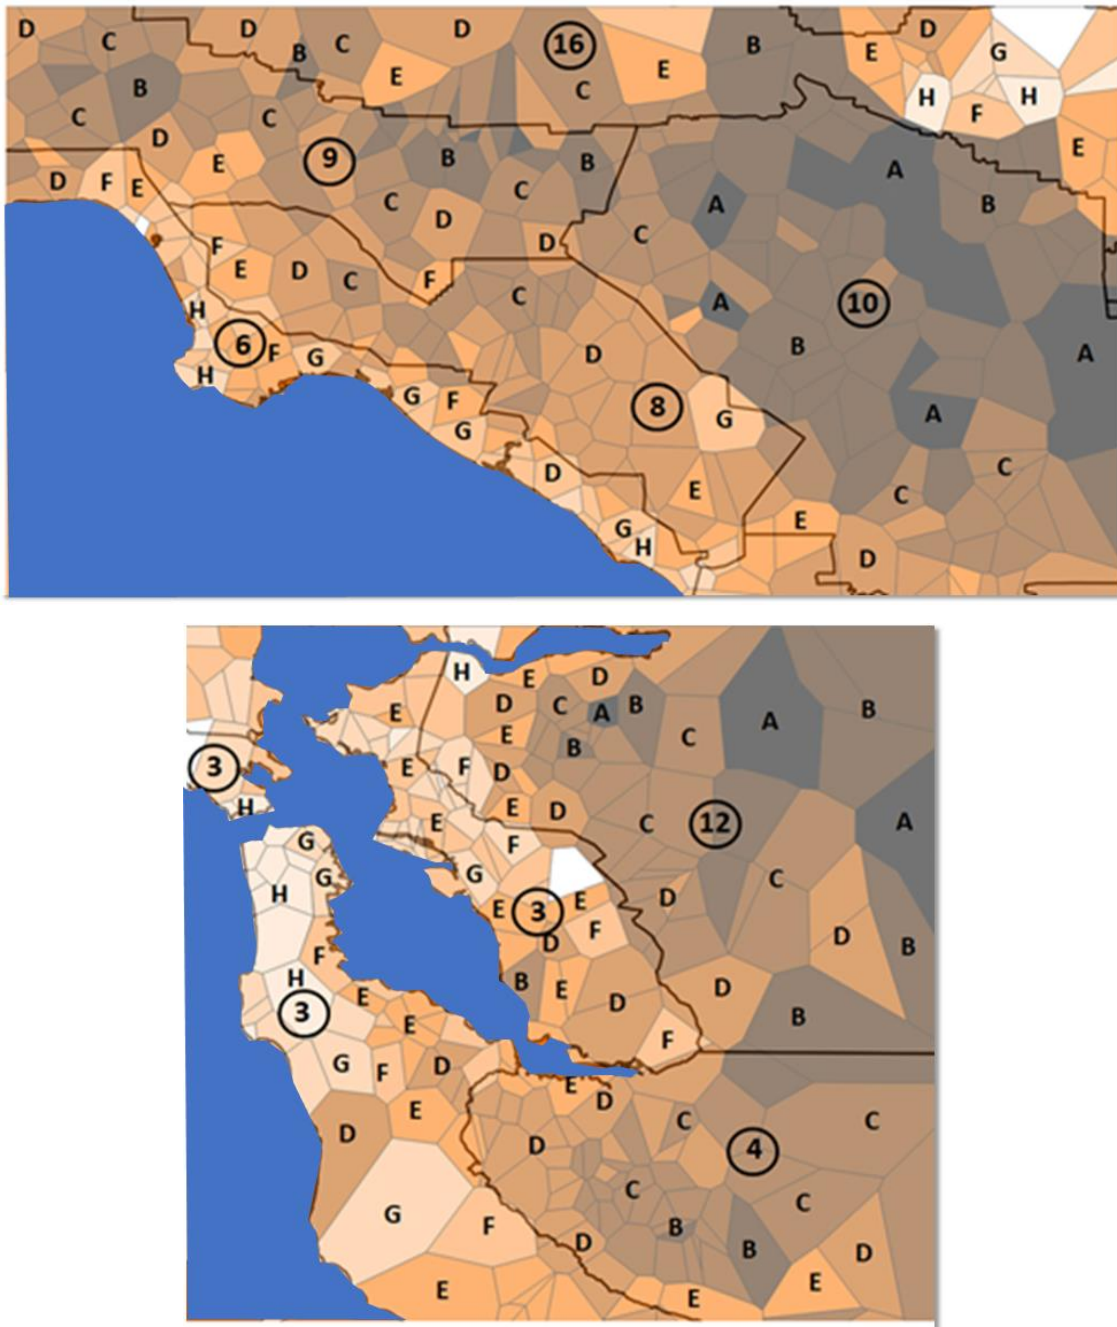 D C D B C D 16 B E D G
B E E C H F H
C D C
9 B B A E
E
D F E C C A B
D D C
F E D C F C A 10
H
6 F G D B A
H
G F 8 G A
G
D E C C
G E
H D
H E D
E D C A B C A B
E B
E F D
3 H E D 12 A
E F C
G
G G C
H E 3 E D
D F D B
F
H B E D D
E B
3 E F
G F D E
D C C
D E D 4
C C
G F B
D B D
E
E E